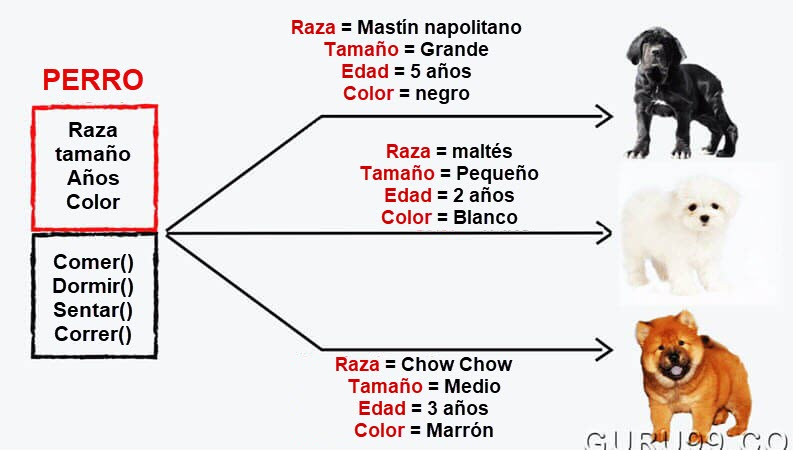 PERRO
Raza
tamaño
Años
Color
Comer()
Dormir()
Sentar()
Correr()
Raza = Mastín napolitano
Tamaño = Grande
Edad = 5 años
Color = negro
Raza = maltés
Tamaño = Pequeño
Edad = 2 años
Color = Blanco
Raza = Chow Chow
Tamaño = Medio
Edad = 3 años
Color = Marrón
GURU99.CO